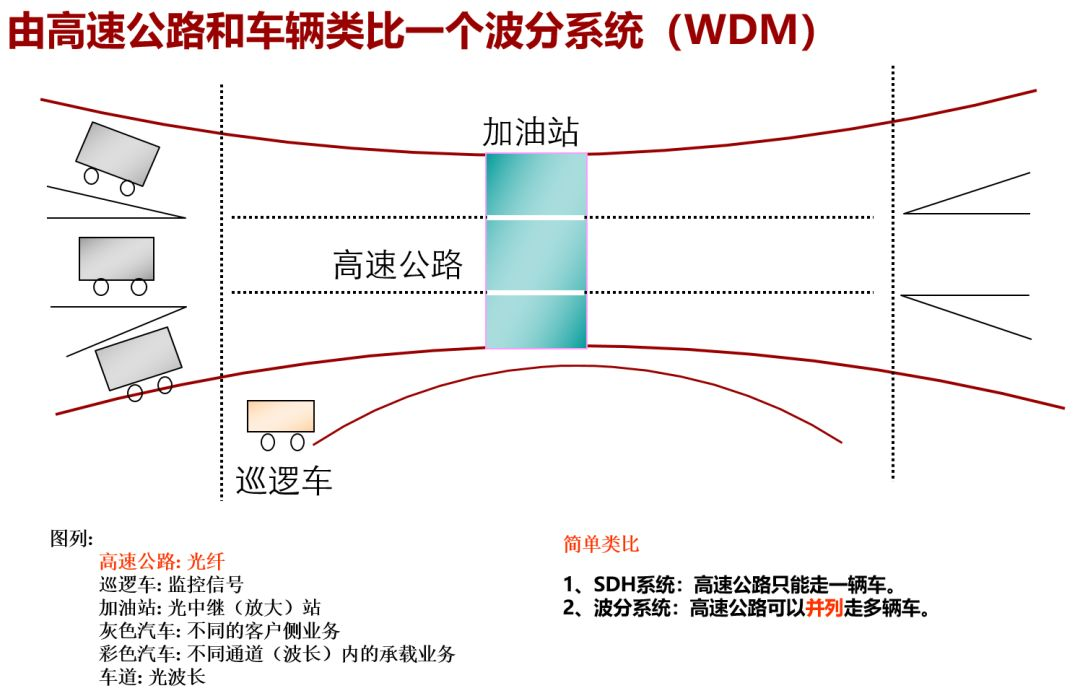 由高速公路和车辆类比一个波分系统（WDM）
加油站
高速公路
巡逻车
图列:
高速公路: 光纤
巡逻车: 监控信号
加油站: 光中继（放大）站
灰色汽车: 不同的客户侧业务
彩色汽车: 不同通道（波长）内的承载业务
车道: 光波长
简单类比
1、SDH系统：高速公路只能走一辆车。
2、波分系统：高速公路可以并列走多辆车。